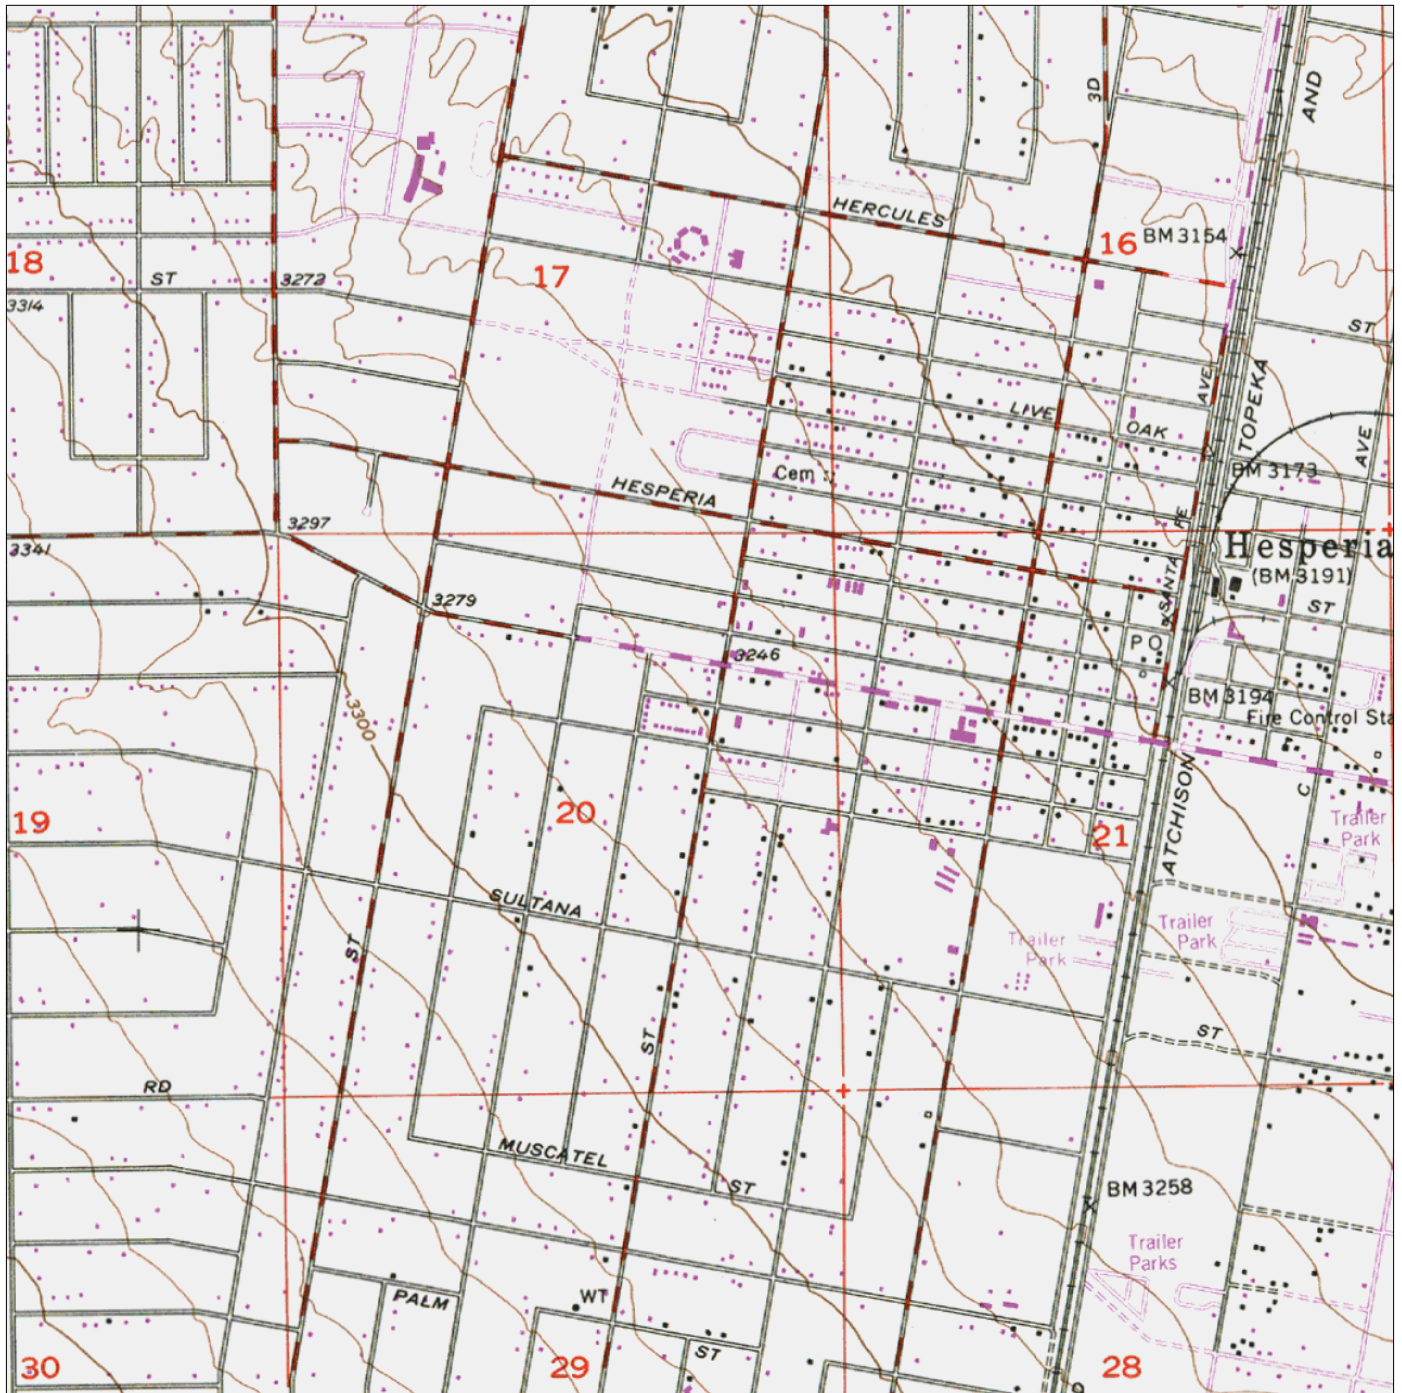 3D
AND
HERCULES
16
BM 3154
18
ST
3272
17
3314
ST
AVE
TOPEKA
LIVE
OAK
AVE
Cem
BM 3173
HESPERIA
FE
3297
3341
Hesperia
(BM 3191)
SANTA
3279
ST
PO
3246
BM 3194
3300
Fire Control Sta
19
20
21
ATCHISON
C
Trailer
Park
SULTANA
ST
Trailer
Park
Trailer
Park
ST
ST
RD
MUSCATEL
ST
BM 3258
Trailer
Parks
PALM
WT
ST
30
29
28